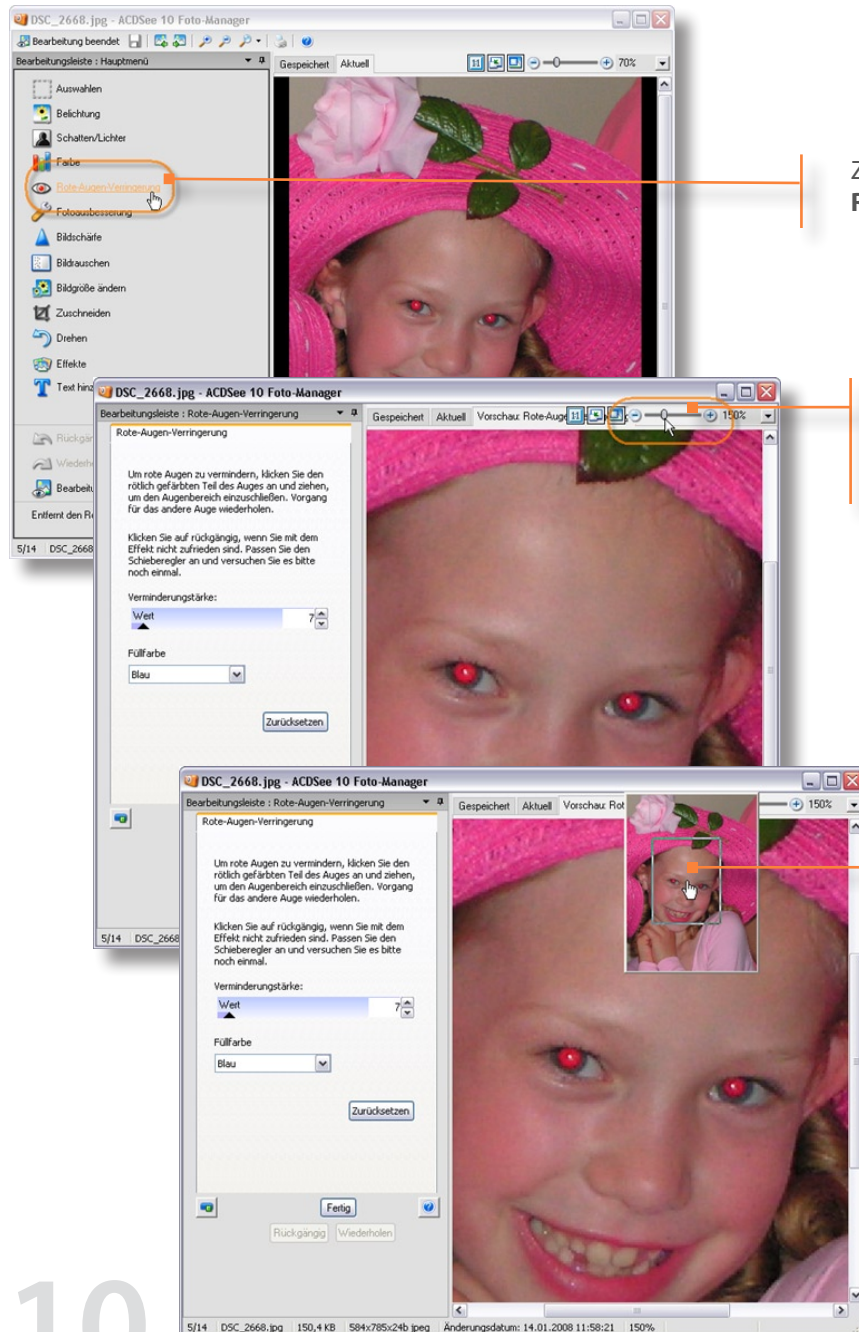 DSC_2668.jpg - ACDSee 10 Foto-Manager
Bearbeitung beendet
Bearbeitungsleiste : Hauptmenü
Gespeichert Aktuell
70%
Auswahlen
Belichtung
Schatten/Lichter
Farbe
Rote-Augen-Verringerung
Fotoausbesserung
Bildschärfe
Bildrauschen
Bildgröße ändern
Zuschneiden
Drehen
Effekte
Text hinz
Rückgän
Wiederh
Bearbeitu
Entfernt den R
5/14 DSC_2668
Z
DSC_2668.jpg - ACDSee 10 Foto-Manager
Bearbeitungsleiste : Rote-Augen-Verringerung
Gespeichert Aktuell Vorschau: Rote-Auge
150%
Rote-Augen-Verringerung
Um rote Augen zu vermindern, klicken Sie den
rötlich gefärbten Teil des Auges an und ziehen,
um den Augenbereich einzuschließen. Vorgang
für das andere Auge wiederholen.
Klicken Sie auf rückgängig, wenn Sie mit dem
Effekt nicht zufrieden sind. Passen Sie den
Schieberegler an und versuchen Sie es bitte
noch einmal.
Verminderungstärke:
Wert 7
Füllfarbe
Blau
Zurücksetzen
5/14 DSC_2668
DSC_2668.jpg - ACDSee 10 Foto-Manager
Bearbeitungsleiste : Rote-Augen-Verringerung
Gespeichert Aktuell Vorschau: Rot
150%
Rote-Augen-Verringerung
Um rote Augen zu vermindern, klicken Sie den
rötlich gefärbten Teil des Auges an und ziehen,
um den Augenbereich einzuschließen. Vorgang
für das andere Auge wiederholen.
Klicken Sie auf rückgängig, wenn Sie mit dem
Effekt nicht zufrieden sind. Passen Sie den
Schieberegler an und versuchen Sie es bitte
noch einmal.
Verminderungstärke:
Wert 7
Füllfarbe
Blau
Zurücksetzen
Fertig
Rückgängig Wiederholen
5/14 DSC_2668.jpg 150,4 KB 584x785x24b jpeg Änderungsdatum: 14.01.2008 11:58:21 150%
10